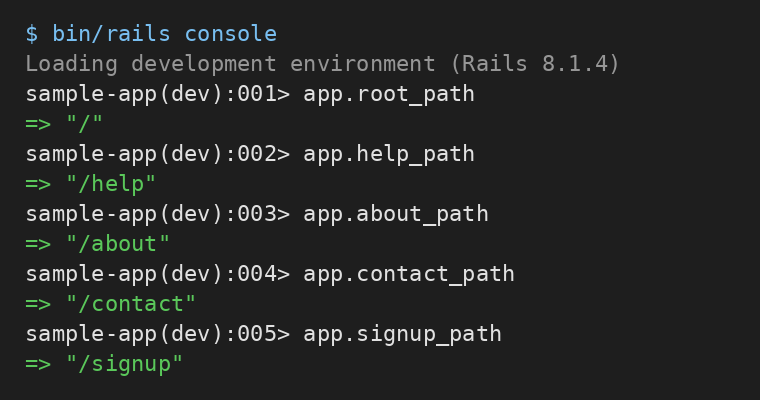 $ bin/rails console
Loading development environment (Rails 8.1.4)
sample-app(dev):001> app.root_path
=> "/"
sample-app(dev):002> app.help_path
=> "/help"
sample-app(dev):003> app.about_path
=> "/about"
sample-app(dev):004> app.contact_path
=> "/contact"
sample-app(dev):005> app.signup_path
=> "/signup"